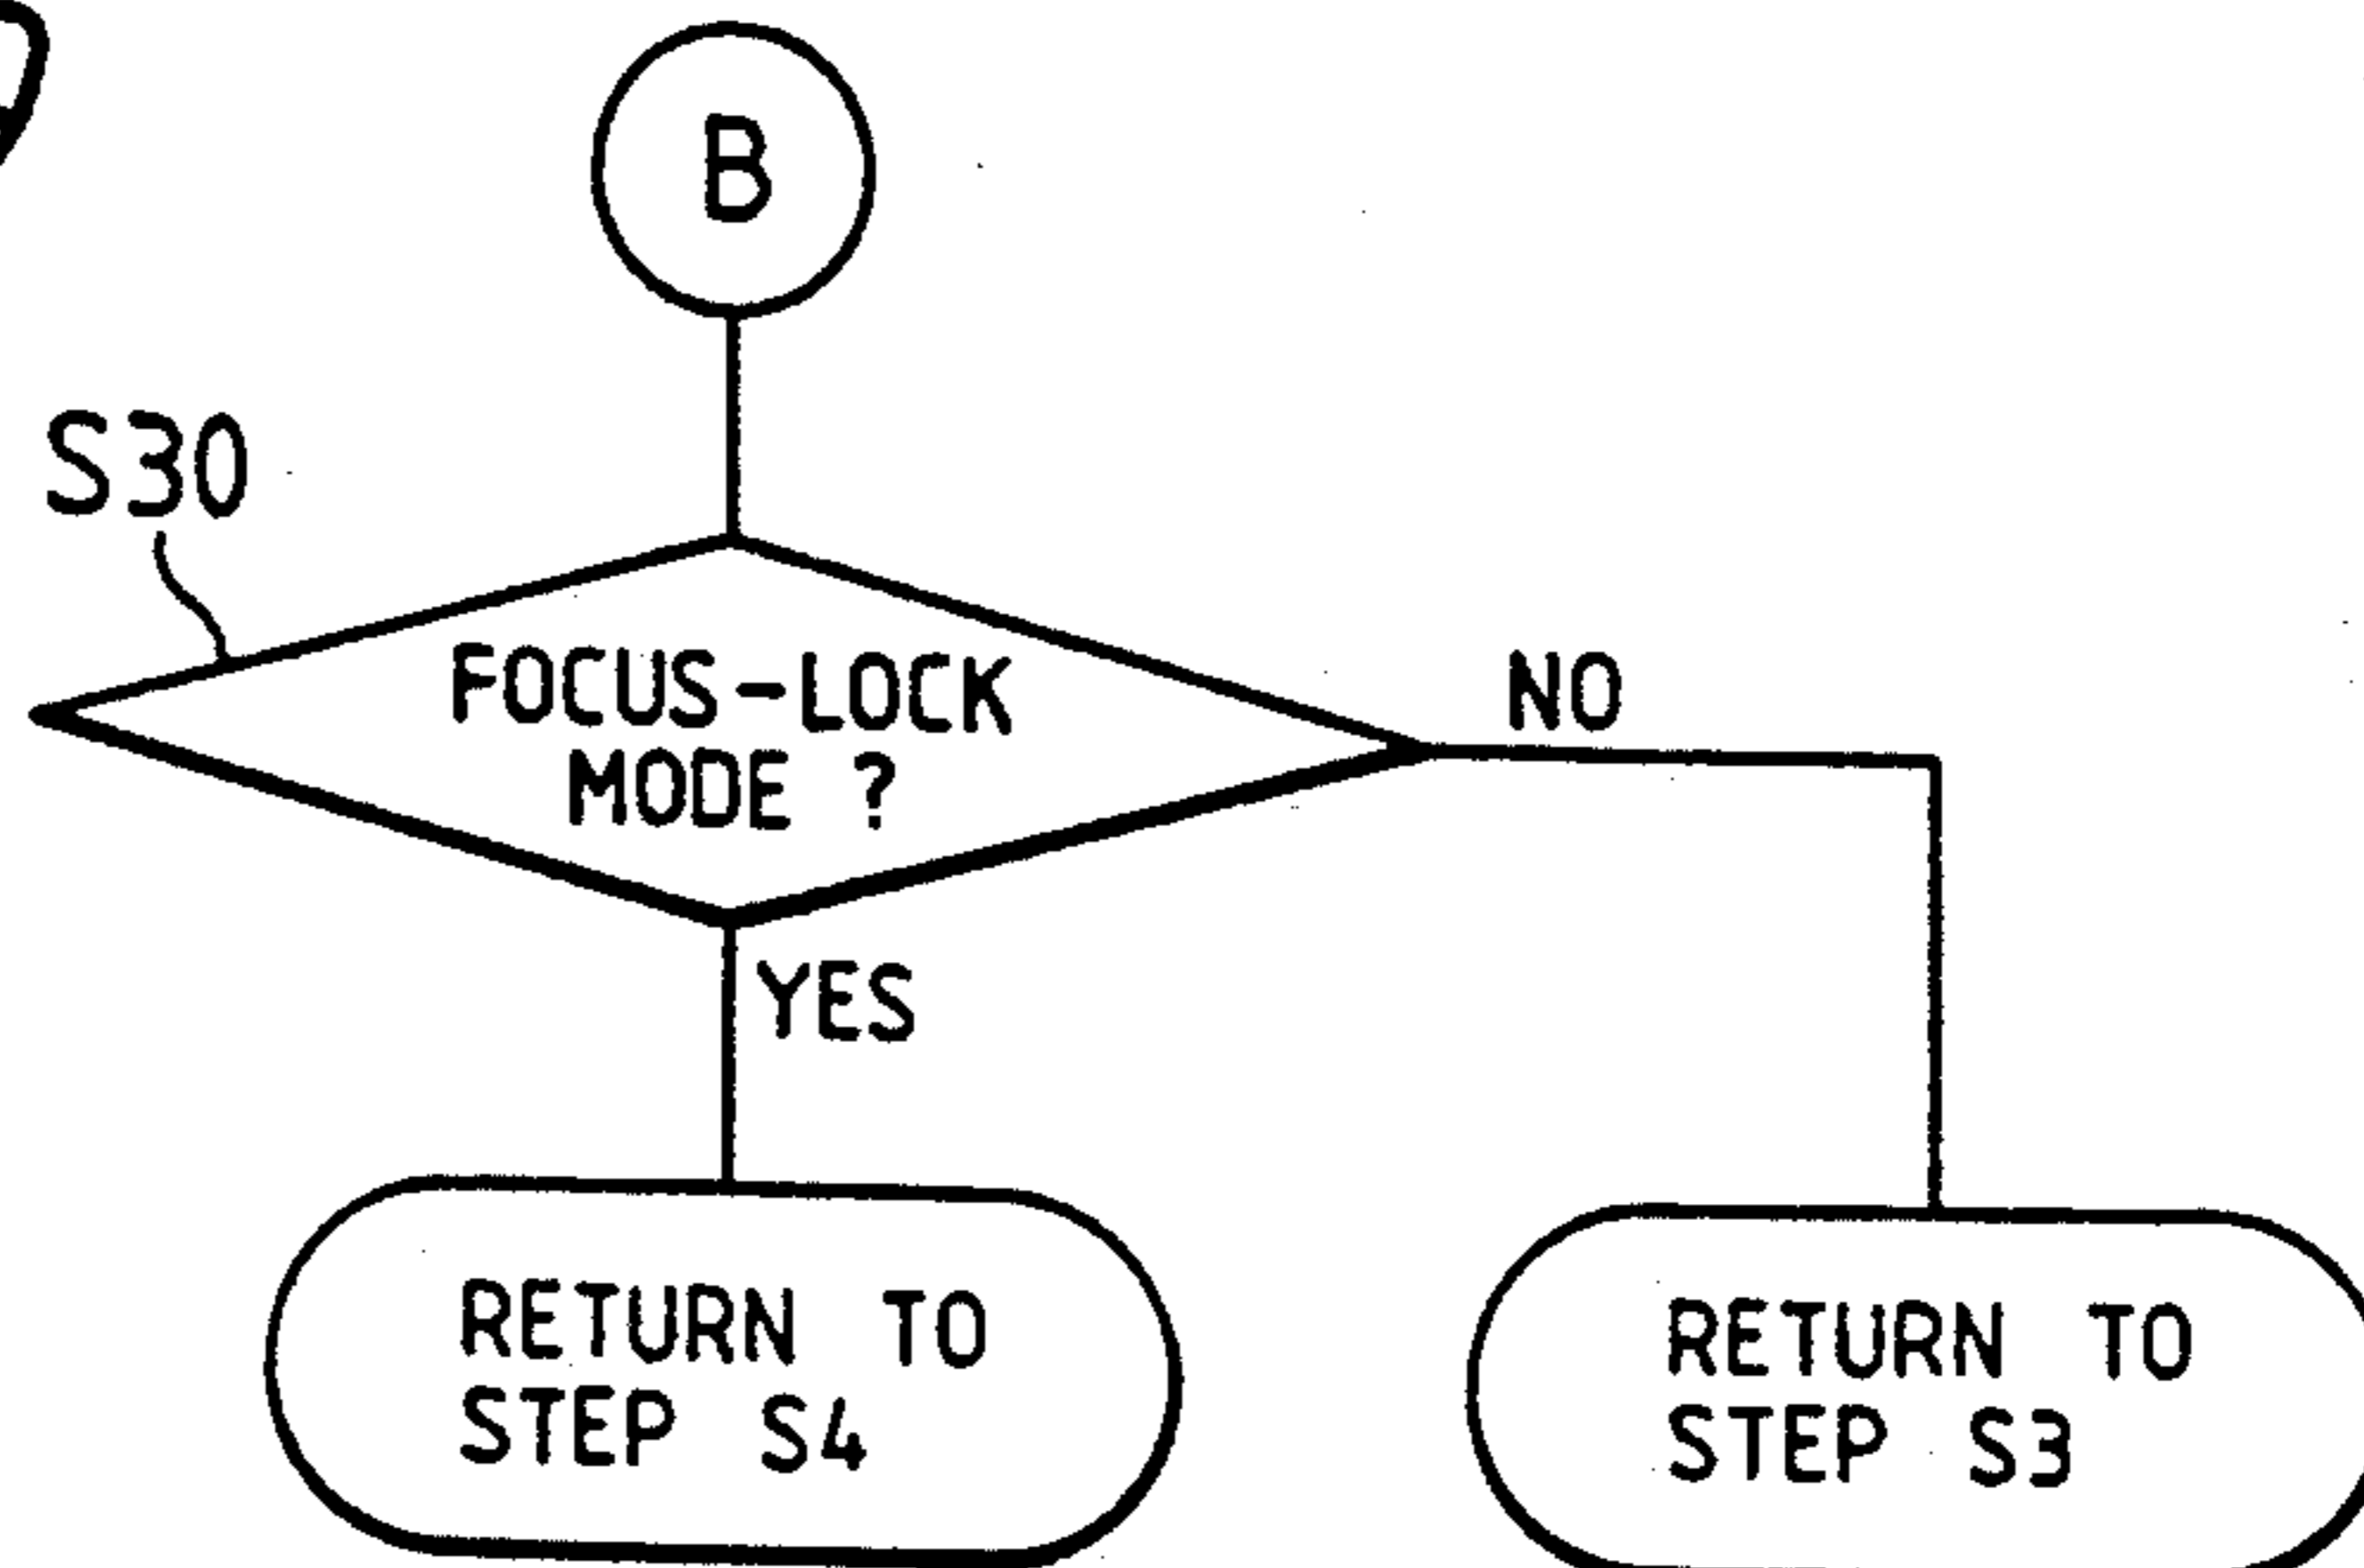 B
S30
FOCUS-LOCK
MODE ?
NO
YES
RETURN TO
STEP S4
RETURN TO
STEP S3